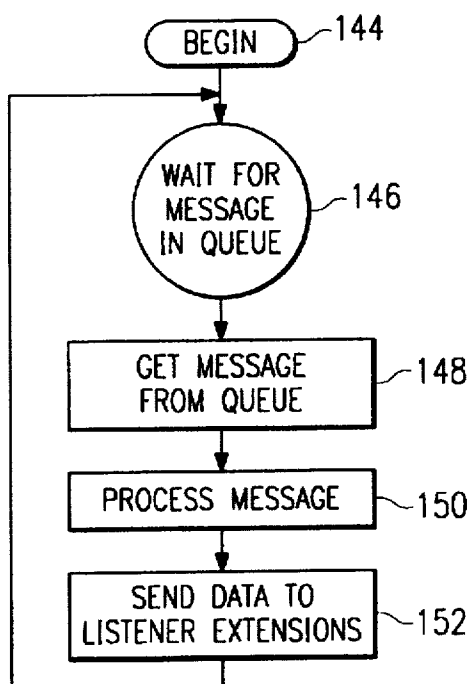 BEGIN
144
WAIT FOR
MESSAGE
IN QUEUE
146
GET MESSAGE
FROM QUEUE
148
PROCESS MESSAGE
150
SEND DATA TO
LISTENER EXTENSIONS
152